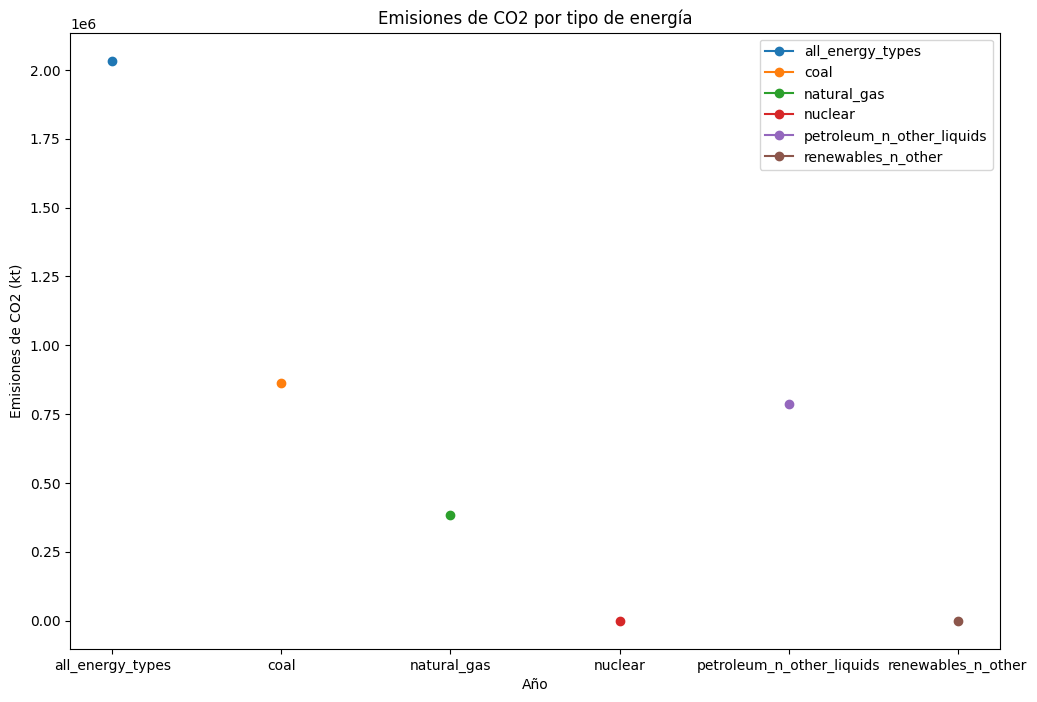 Emisiones de CO2 por tipo de energía
1e6
2.00
1.75
1.50
1.25
1.00
0.75
0.50
0.25
0.00
Emisiones de CO2 (kt)
all_energy_types
coal
natural_gas
nuclear
petroleum_n_other_liquids
renewables_n_other
all_energy_types coal natural_gas nuclear petroleum_n_other_liquids renewables_n_other
Año